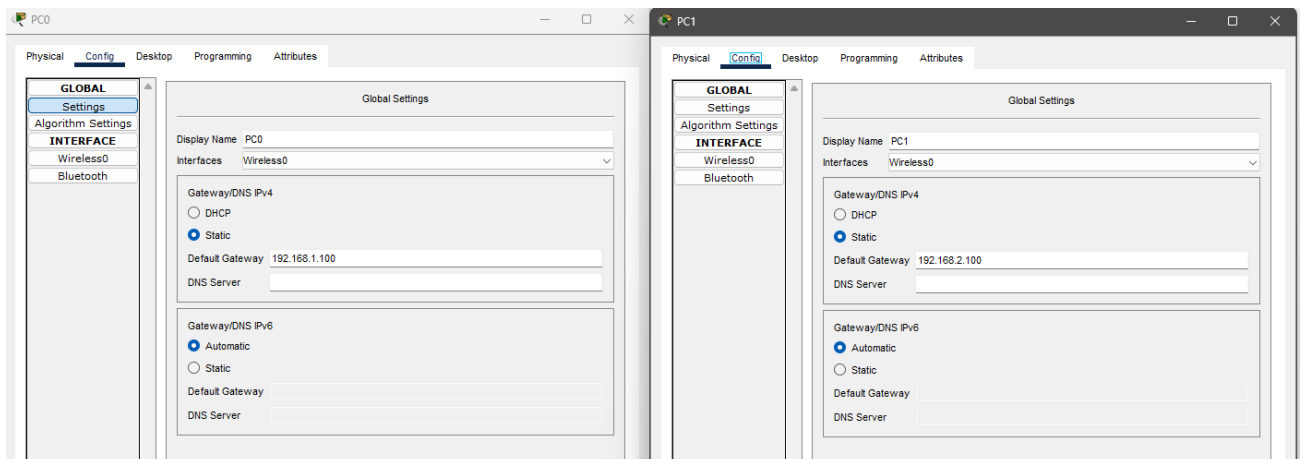 PC0
Physical Config Desktop Programming Attributes
GLOBAL
Settings
Algorithm Settings
INTERFACE
Wireless0
Bluetooth
Global Settings
Display Name PC0
Interfaces Wireless0
Gateway/DNS IPv4
DHCP
Static
Default Gateway 192.168.1.100
DNS Server
Gateway/DNS IPv6
Automatic
Static
Default Gateway
DNS Server
PC1
Physical Config Desktop Programming Attributes
GLOBAL
Settings
Algorithm Settings
INTERFACE
Wireless0
Bluetooth
Global Settings
Display Name PC1
Interfaces Wireless0
Gateway/DNS IPv4
DHCP
Static
Default Gateway 192.168.2.100
DNS Server
Gateway/DNS IPv6
Automatic
Static
Default Gateway
DNS Server